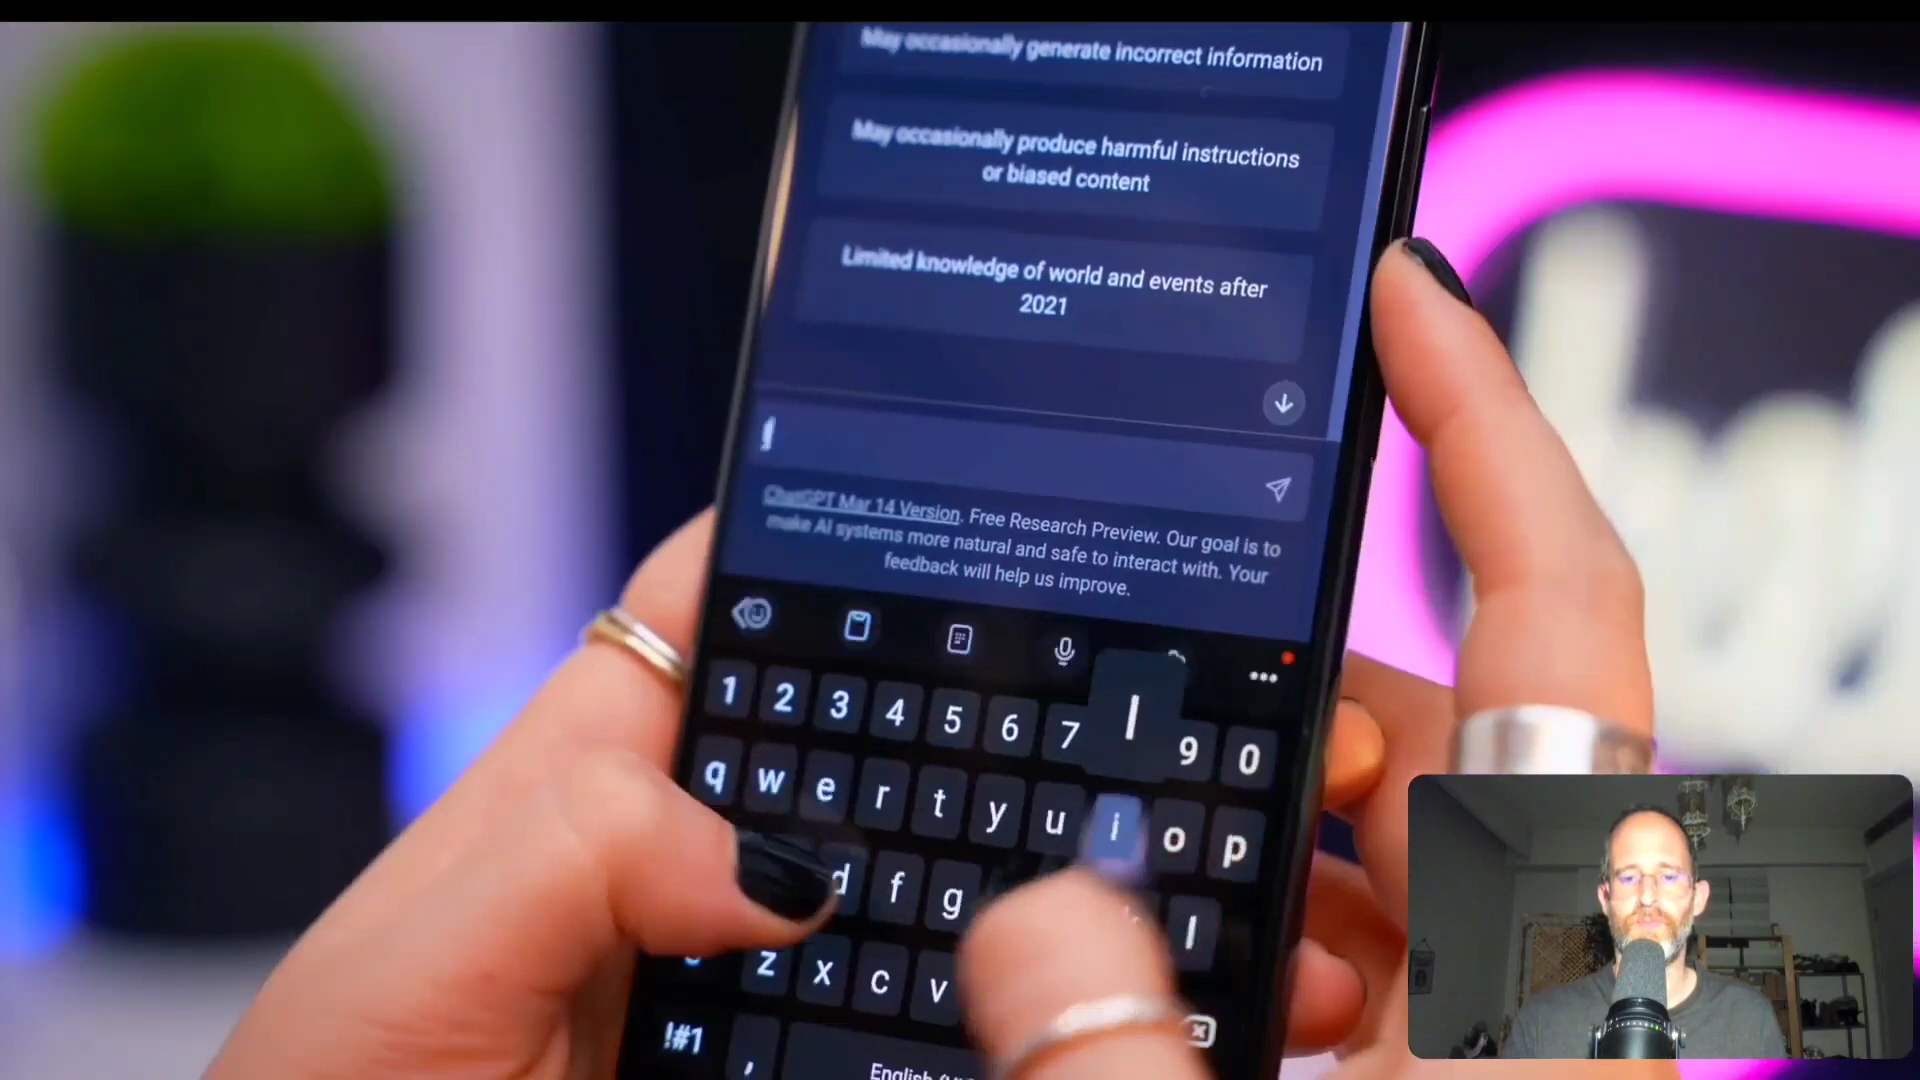 May occasionally generate incorrect information
May occasionally produce harmful instructions
or biased content
Limited knowledge of world and events after
2021
ChatGPT Mar 14 Version. Free Research Preview. Our goal is to
make AI systems more natural and safe to interact with. Your
feedback will help us improve.
1 2 3 4 5 6 7 I 9 0
q w e r t y u i o p
d f g l
z x c v
!#1 , English